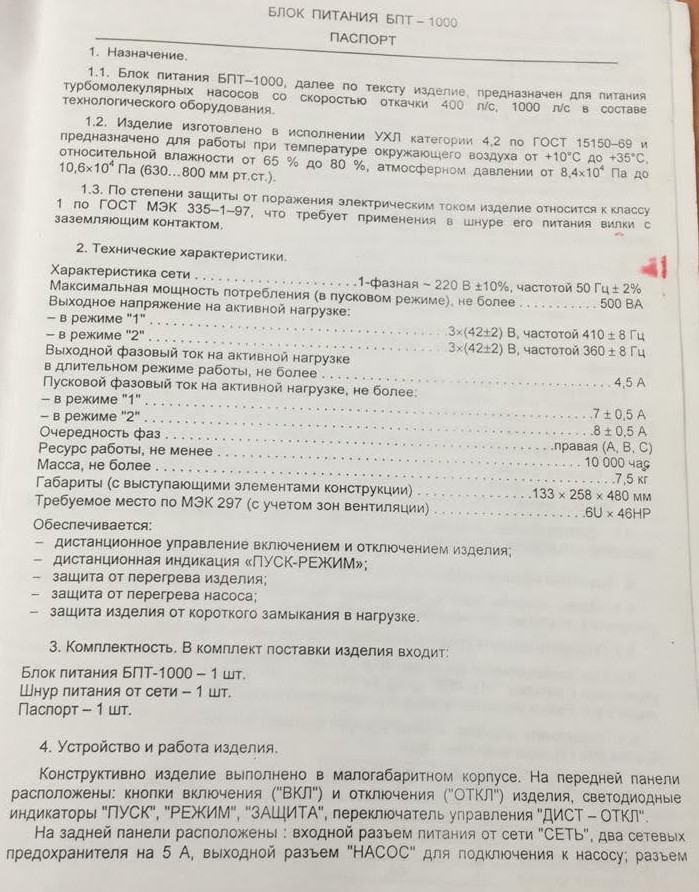 БЛОК ПИТАНИЯ БПТ – 1000
ПАСПОРТ
1. Назначение.
1.1. Блок питания БПТ–1000, далее по тексту изделие, предназначен для питания
турбомолекулярных насосов со скоростью откачки 400 л/с, 1000 л/с в составе
технологического оборудования.
1.2. Изделие изготовлено в исполнении УХЛ категории 4,2 по ГОСТ 15150–69 и
предназначено для работы при температуре окружающего воздуха от +10°С до +35°С,
относительной влажности от 65 % до 80 %, атмосферном давлении от 8,4×10⁴ Па до
10,6×10⁴ Па (630...800 мм рт.ст.).
1.3. По степени защиты от поражения электрическим током изделие относится к классу
1 по ГОСТ МЭК 335–1–97, что требует применения в шнуре его питания вилки с
заземляющим контактом.
2. Технические характеристики.
Характеристика сети . . . . . . . . . . . . . . . . . . . .1-фазная ~ 220 В ±10%, частотой 50 Гц ± 2%
Максимальная мощность потребления (в пусковом режиме), не более . . . . . . . . . . 500 ВА
Выходное напряжение на активной нагрузке:
– в режиме "1" . . . . . . . . . . . . . . . . . . . . . . . . . . . . . .3×(42±2) В, частотой 410 ± 8 Гц
– в режиме "2" . . . . . . . . . . . . . . . . . . . . . . . . . . . . . . 3×(42±2) В, частотой 360 ± 8 Гц
Выходной фазовый ток на активной нагрузке
в длительном режиме работы, не более . . . . . . . . . . . . . . . . . . . . . . . . . . . . . 4,5 А
Пусковой фазовый ток на активной нагрузке, не более:
– в режиме "1" . . . . . . . . . . . . . . . . . . . . . . . . . . . . . . . . . . . . . . . . . . . . .7 ± 0,5 А
– в режиме "2" . . . . . . . . . . . . . . . . . . . . . . . . . . . . . . . . . . . . . . . . . . . . .8 ± 0,5 А
Очередность фаз . . . . . . . . . . . . . . . . . . . . . . . . . . . . . . . . . . . . . . .правая (А, В, С)
Ресурс работы, не менее . . . . . . . . . . . . . . . . . . . . . . . . . . . . . . . . . . . . 10 000 час
Масса, не более . . . . . . . . . . . . . . . . . . . . . . . . . . . . . . . . . . . . . . . . . . . . . .7,5 кг
Габариты (с выступающими элементами конструкции) . . . . . . . . . . . . .133 × 258 × 480 мм
Требуемое место по МЭК 297 (с учетом зон вентиляции) . . . . . . . . . . . . . . . . .6U × 46HP
Обеспечивается:
– дистанционное управление включением и отключением изделия;
– дистанционная индикация «ПУСК-РЕЖИМ»;
– защита от перегрева изделия;
– защита от перегрева насоса;
– защита изделия от короткого замыкания в нагрузке.
3. Комплектность. В комплект поставки изделия входит:
Блок питания БПТ-1000 – 1 шт.
Шнур питания от сети – 1 шт.
Паспорт – 1 шт.
4. Устройство и работа изделия.
Конструктивно изделие выполнено в малогабаритном корпусе. На передней панели
расположены: кнопки включения ("ВКЛ") и отключения ("ОТКЛ") изделия, светодиодные
индикаторы "ПУСК", "РЕЖИМ", "ЗАЩИТА", переключатель управления "ДИСТ – ОТКЛ".
На задней панели расположены : входной разъем питания от сети "СЕТЬ", два сетевых
предохранителя на 5 А, выходной разъем "НАСОС" для подключения к насосу; разъем